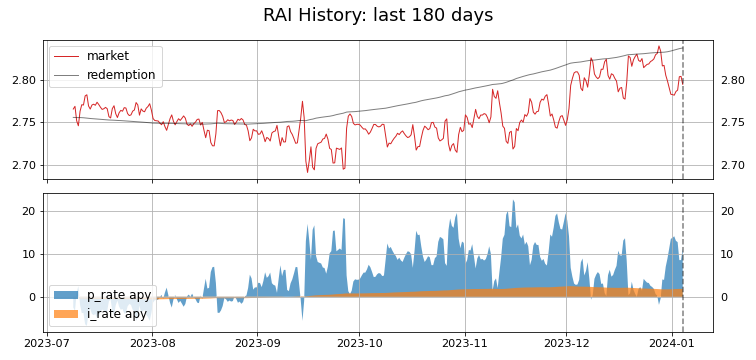 RAI History: last 180 days
market
redemption
2.80
2.75
2.70
2.80
2.75
2.70
20
10
0
20
10
0
p_rate apy
i_rate apy
2023-07 2023-08 2023-09 2023-10 2023-11 2023-12 2024-01